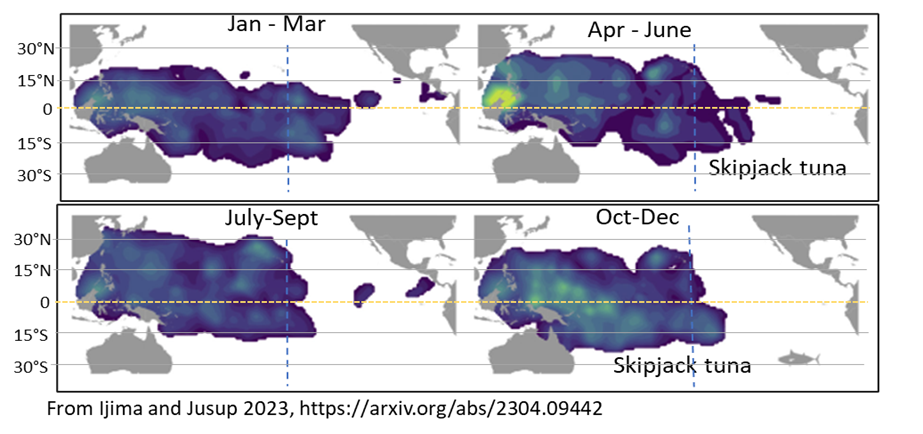 Jan - Mar
Apr - June
30°N
15°N
0
15°S
30°S
Skipjack tuna
July-Sept
Oct-Dec
30°N
15°N
0
15°S
30°S
Skipjack tuna
From Ijima and Jusup 2023, https://arxiv.org/abs/2304.09442